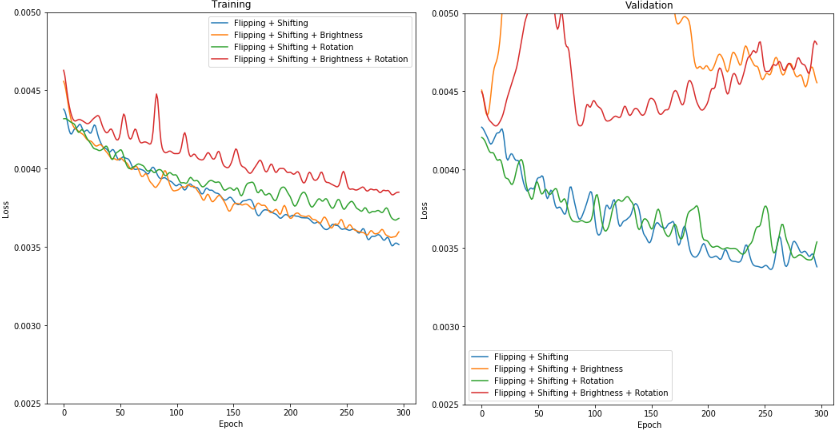 Training
0.0050
0.0045
0.0040
0.0035
0.0030
0.0025
Loss
0 50 100 150 200 250 300
Epoch
Flipping + Shifting
Flipping + Shifting + Brightness
Flipping + Shifting + Rotation
Flipping + Shifting + Brightness + Rotation
Validation
0.0050
0.0045
0.0040
0.0035
0.0030
0.0025
Loss
0 50 100 150 200 250 300
Epoch
Flipping + Shifting
Flipping + Shifting + Brightness
Flipping + Shifting + Rotation
Flipping + Shifting + Brightness + Rotation